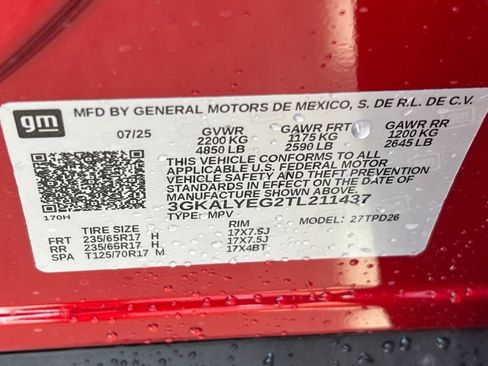 gm
MFD BY GENERAL MOTORS DE MEXICO, S. DE R.L. DE C.V.
07/25 GVWR GAWR FRT GAWR RR
2200 KG 1175 KG 1200 KG
4850 LB 2590 LB 2645 LB
THIS VEHICLE CONFORMS TO ALL
APPLICABLE U.S. FEDERAL MOTOR
VEHICLE SAFETY, BUMPER, AND THEFT
PREVENTION STANDARDS IN EFFECT ON
THE DATE OF MANUFACTURE
SHOWN ABOVE.
3GKALYEG2TL211437
170H TYPE: MPV MODEL: 27TPD26
TIRE SIZE RIM
FRT 235/65R17 H 17X7.5J
RR 235/65R17 H 17X7.5J
SPA T125/70R17 M 17X4BT